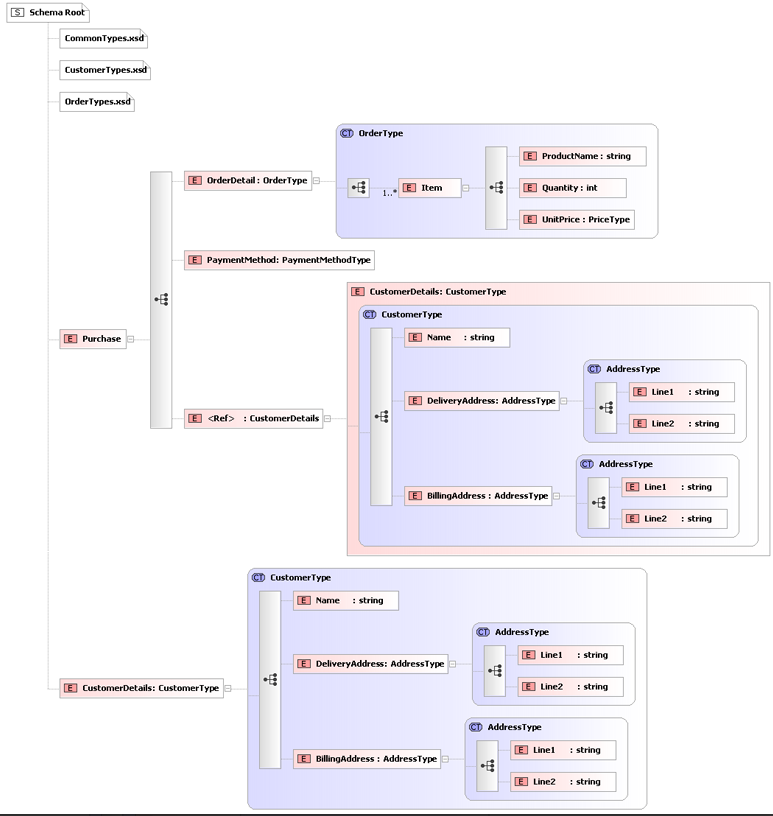 S Schema Root
CommonTypes.xsd
CustomerTypes.xsd
OrderTypes.xsd
CT OrderType
E ProductName : string
E OrderDetail : OrderType
1..* E Item
E Quantity : int
E UnitPrice : PriceType
E PaymentMethod: PaymentMethodType
E CustomerDetails: CustomerType
CT CustomerType
E Name : string
E Purchase
CT AddressType
E Line1 : string
E DeliveryAddress: AddressType
E <Ref> : CustomerDetails
E Line2 : string
CT AddressType
E Line1 : string
E BillingAddress : AddressType
E Line2 : string
CT CustomerType
E Name : string
CT AddressType
E Line1 : string
E DeliveryAddress: AddressType
E CustomerDetails: CustomerType
E Line2 : string
CT AddressType
E Line1 : string
E BillingAddress : AddressType
E Line2 : string